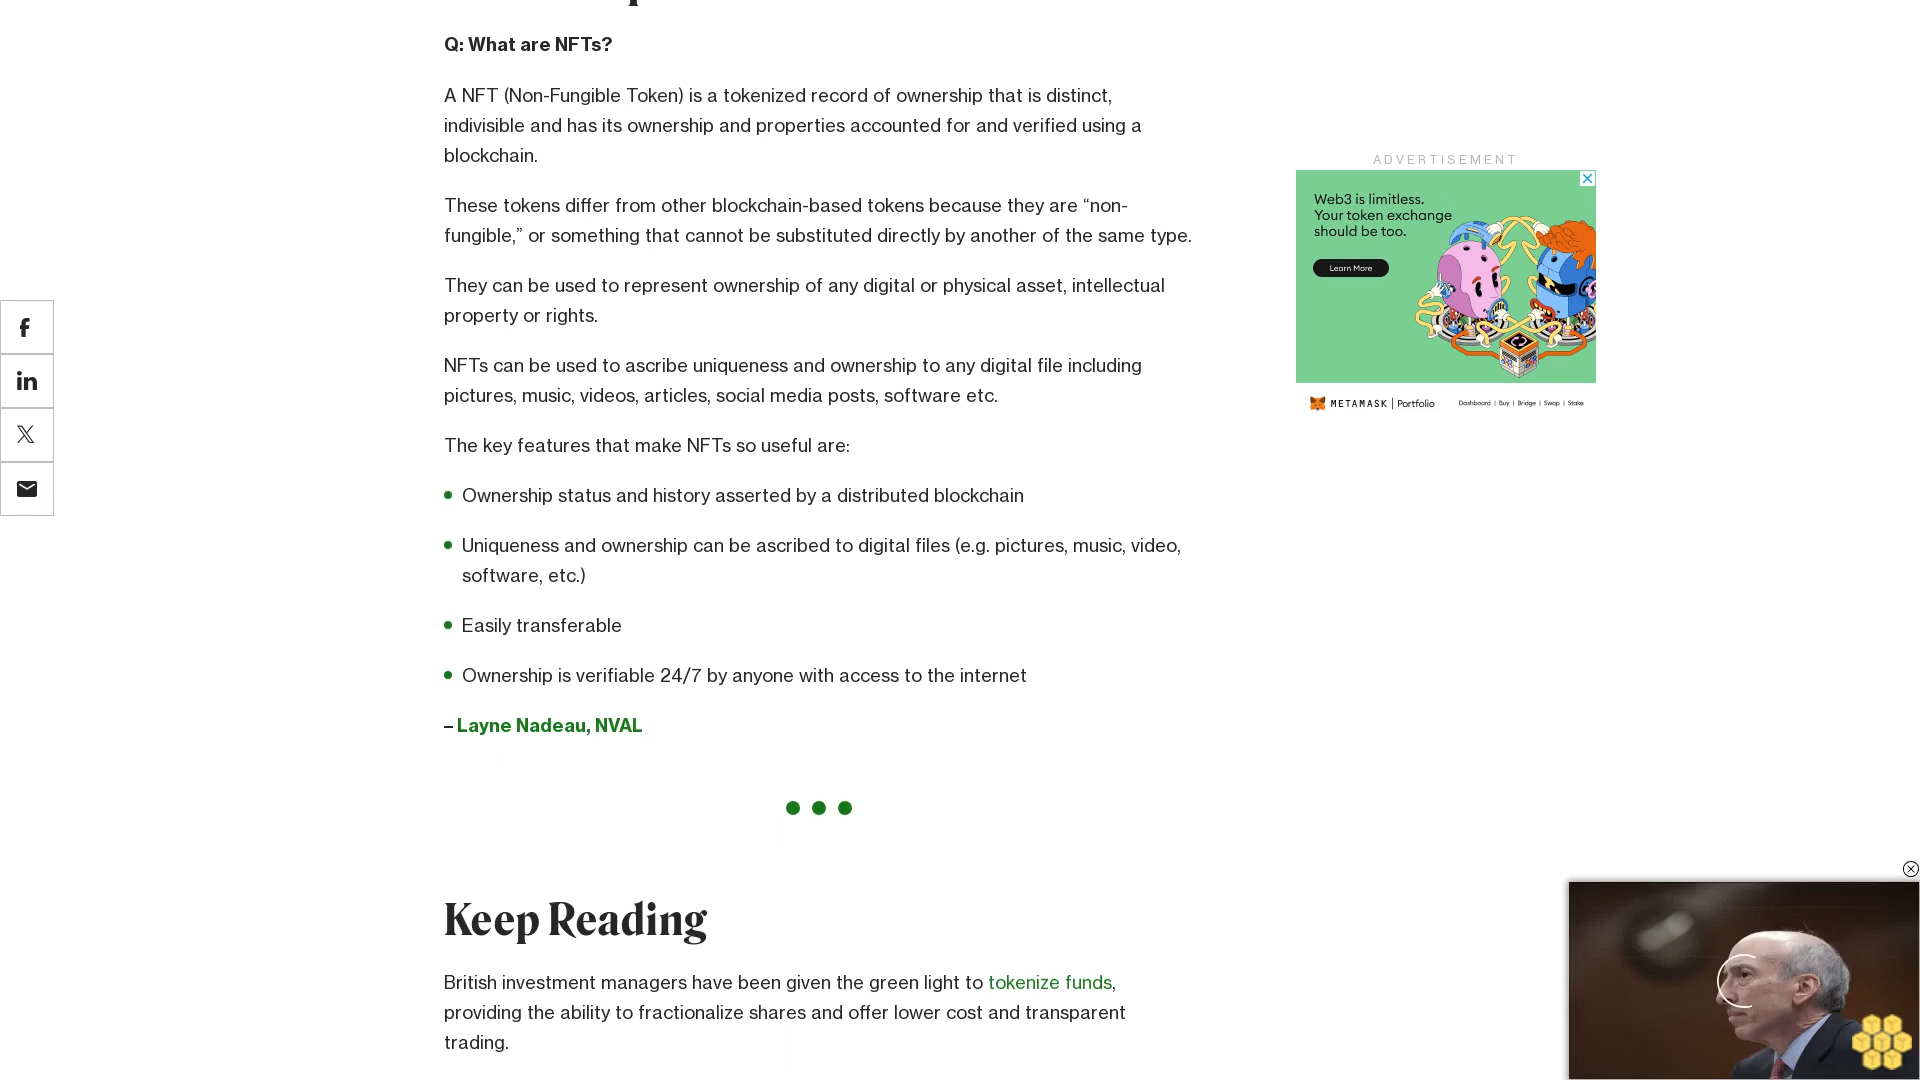 Q: What are NFTs?
A NFT (Non-Fungible Token) is a tokenized record of ownership that is distinct,
indivisible and has its ownership and properties accounted for and verified using a
blockchain.
These tokens differ from other blockchain-based tokens because they are “non-
fungible,” or something that cannot be substituted directly by another of the same type.
They can be used to represent ownership of any digital or physical asset, intellectual
property or rights.
NFTs can be used to ascribe uniqueness and ownership to any digital file including
pictures, music, videos, articles, social media posts, software etc.
The key features that make NFTs so useful are:
Ownership status and history asserted by a distributed blockchain
Uniqueness and ownership can be ascribed to digital files (e.g. pictures, music, video,
software, etc.)
Easily transferable
Ownership is verifiable 24/7 by anyone with access to the internet
– Layne Nadeau, NVAL
Keep Reading
British investment managers have been given the green light to tokenize funds,
providing the ability to fractionalize shares and offer lower cost and transparent
trading.
ADVERTISEMENT
Web3 is limitless.
Your token exchange
should be too.
Learn More
METAMASK | Portfolio
Dashboard | Buy | Bridge | Swap | Stake